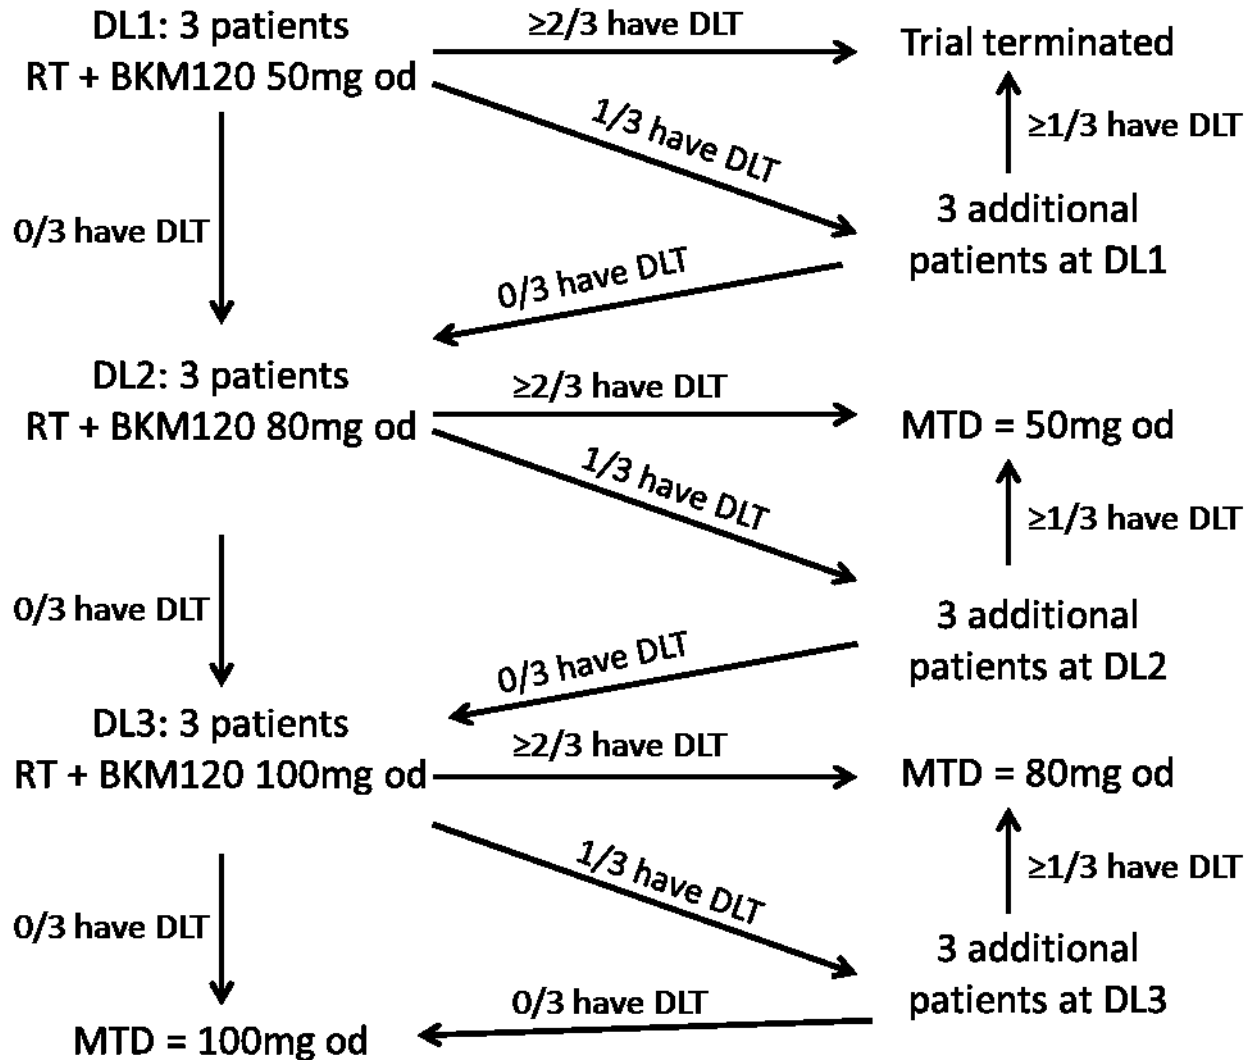 DL1: 3 patients
RT + BKM120 50mg od
≥2/3 have DLT
Trial terminated
1/3 have DLT
≥1/3 have DLT
3 additional
patients at DL1
0/3 have DLT
0/3 have DLT
DL2: 3 patients
RT + BKM120 80mg od
≥2/3 have DLT
MTD = 50mg od
1/3 have DLT
≥1/3 have DLT
3 additional
patients at DL2
0/3 have DLT
0/3 have DLT
DL3: 3 patients
RT + BKM120 100mg od
≥2/3 have DLT
MTD = 80mg od
1/3 have DLT
≥1/3 have DLT
3 additional
patients at DL3
0/3 have DLT
0/3 have DLT
MTD = 100mg od